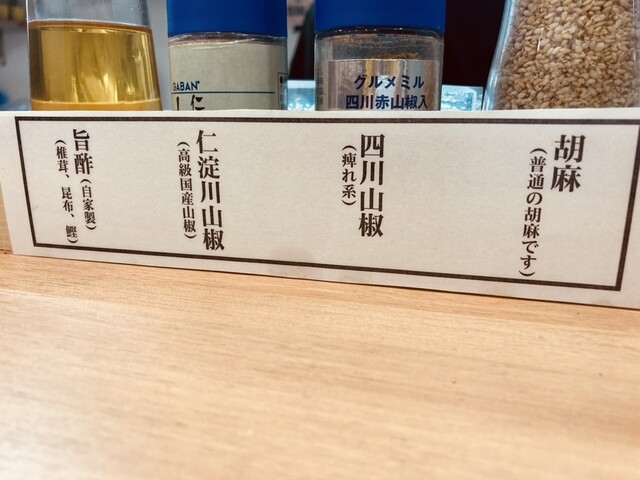 GABAN
仁
グルメミル
四川赤山椒入
胡麻
(普通の胡麻です)
四川山椒
(痺れ系)
仁淀川山椒
(高級国産山椒)
旨酢(自家製)
(椎茸、昆布、鰹)